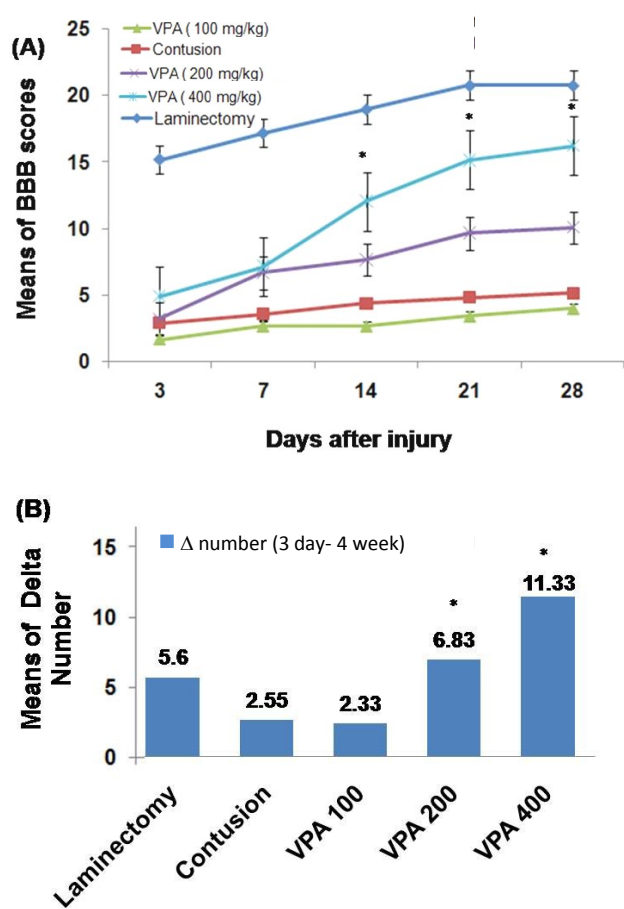 (A)
VPA ( 100 mg/kg)
Contusion
VPA ( 200 mg/kg)
VPA ( 400 mg/kg)
Laminectomy
Means of BBB scores
25
20
15
10
5
0
*
*
*
3 7 14 21 28
Days after injury
(B)
Δ number (3 day- 4 week)
Means of Delta
Number
15
10
5
0
5.6
2.55
2.33
*
6.83
*
11.33
Laminectomy
Contusion
VPA 100
VPA 200
VPA 400